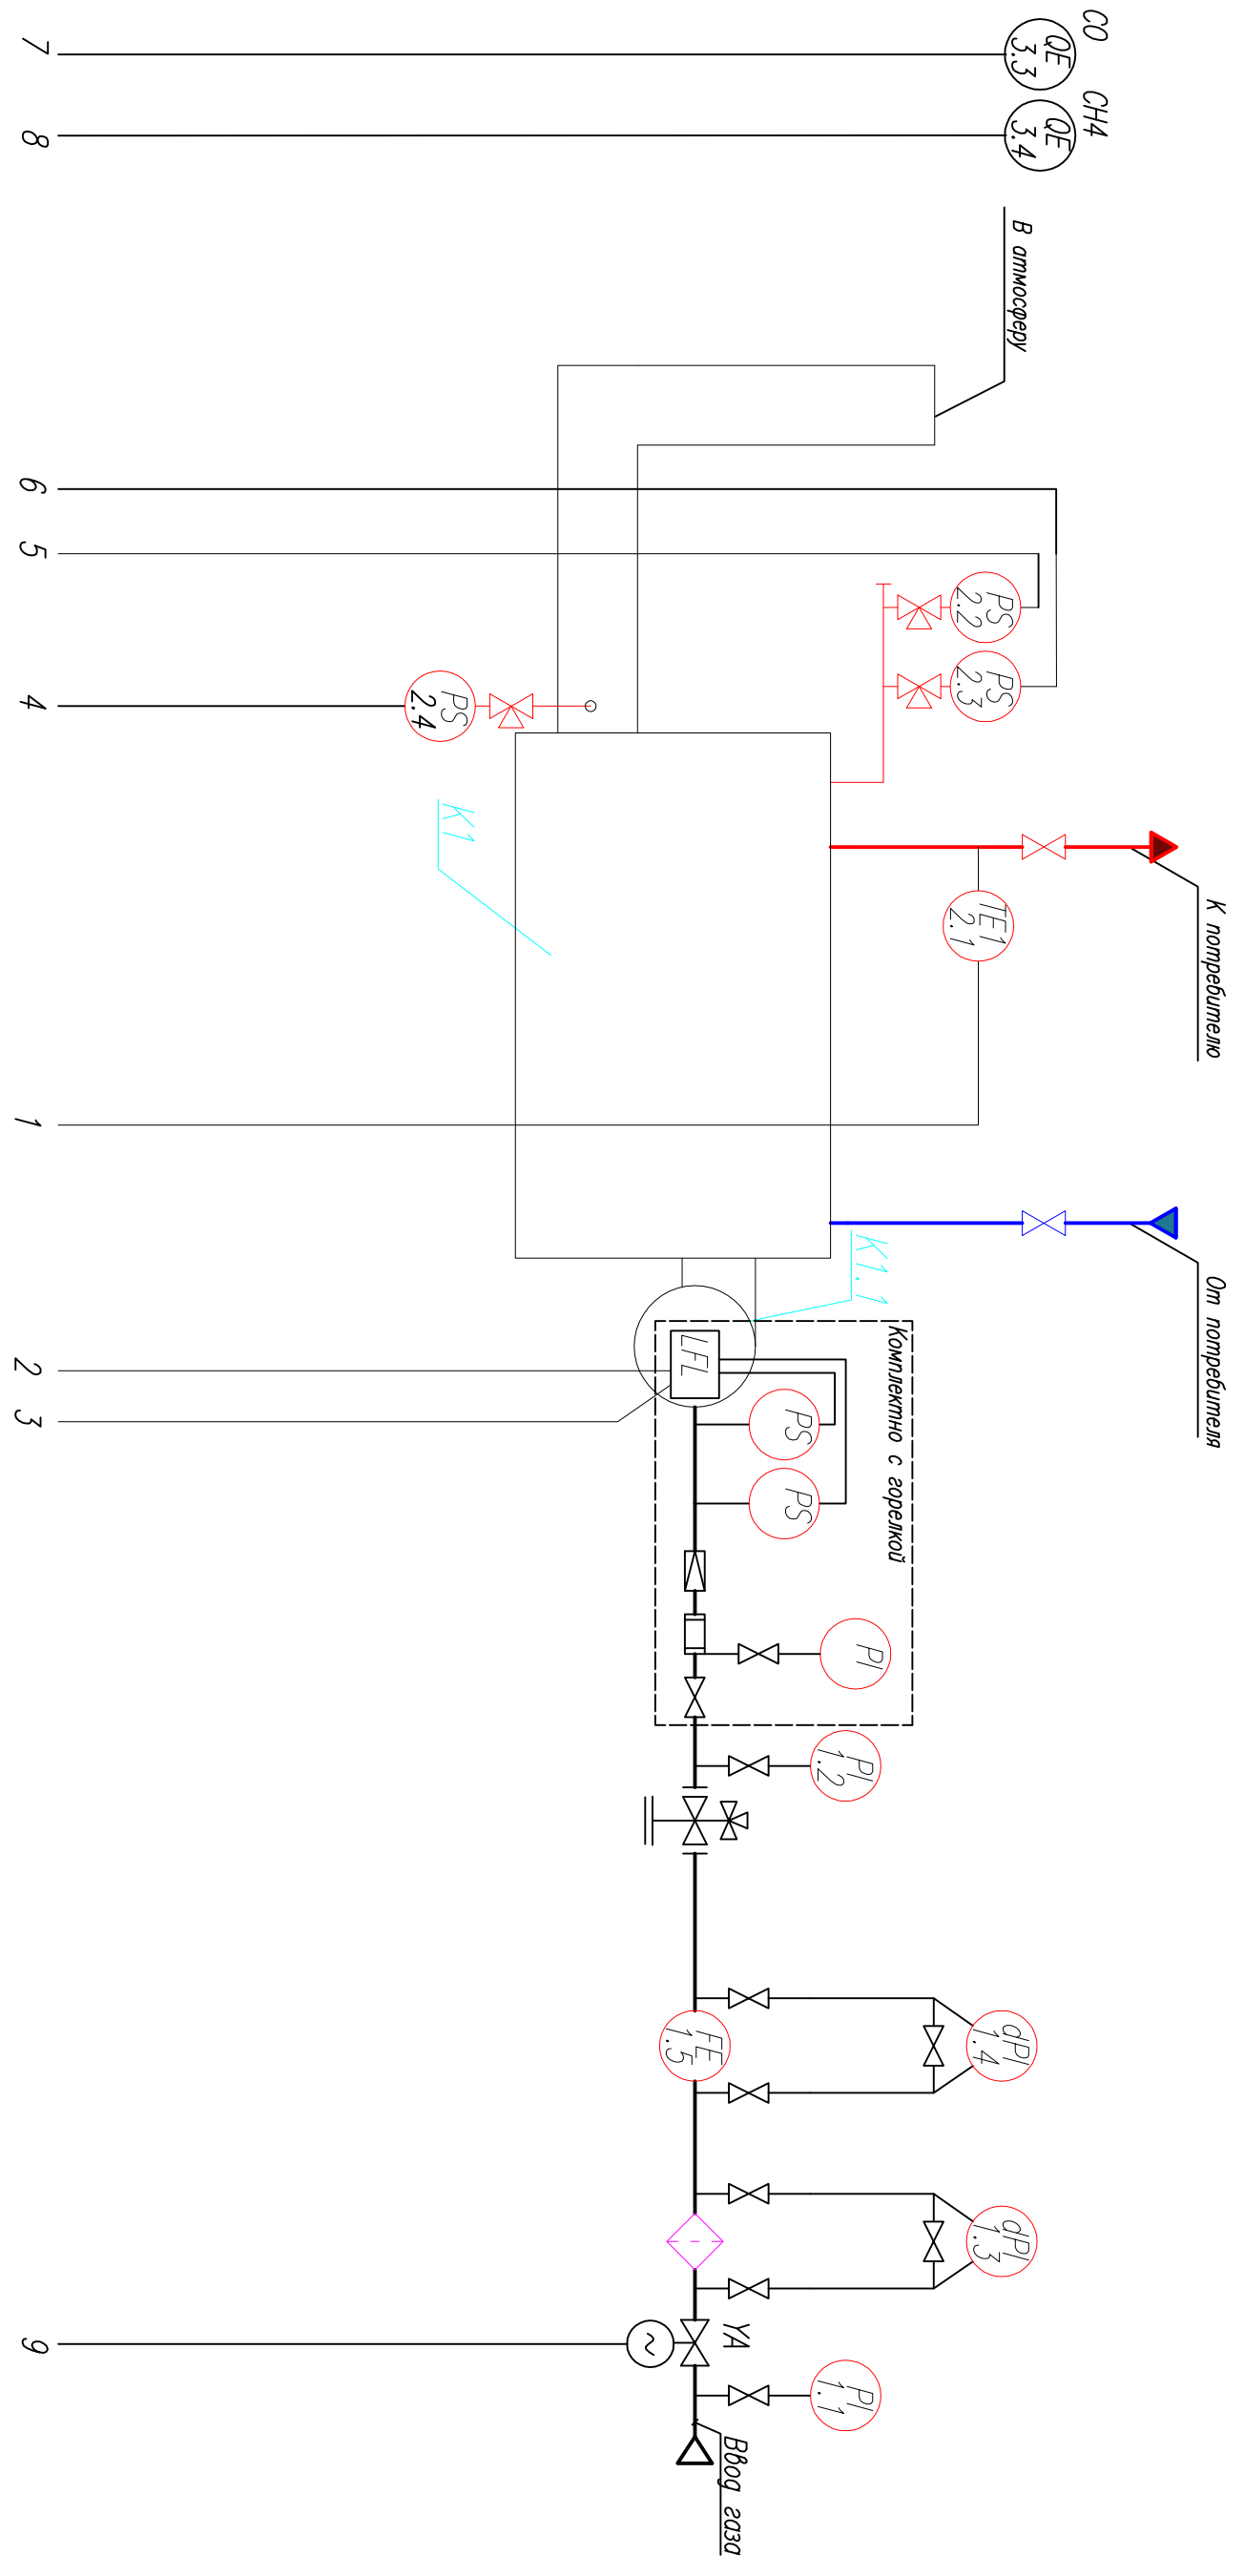 CO
QE
3.3
CH4
QE
3.4
В атмосферу
PS
2.2
PS
2.3
PS
2.4
K1
К потребителю
TE1
2.1
От потребителя
K1.1
Комплектно с горелкой
LFL
PS
PS
PI
PI
1.2
dPI
1.4
FE
1.5
dPI
1.3
YA
PI
1.1
Ввод газа
7
8
6
5
4
1
2
3
9